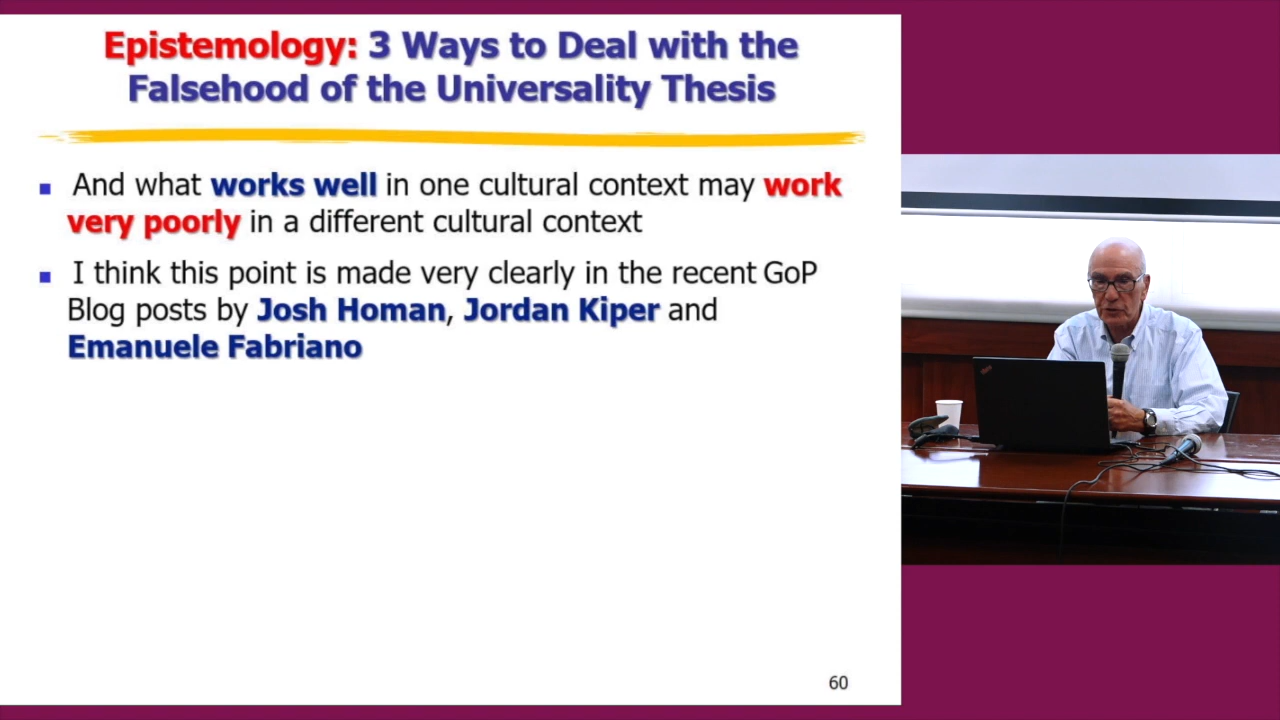 Epistemology: 3 Ways to Deal with the
Falsehood of the Universality Thesis
And what works well in one cultural context may work
very poorly in a different cultural context
I think this point is made very clearly in the recent GoP
Blog posts by Josh Homan, Jordan Kiper and
Emanuele Fabriano
60